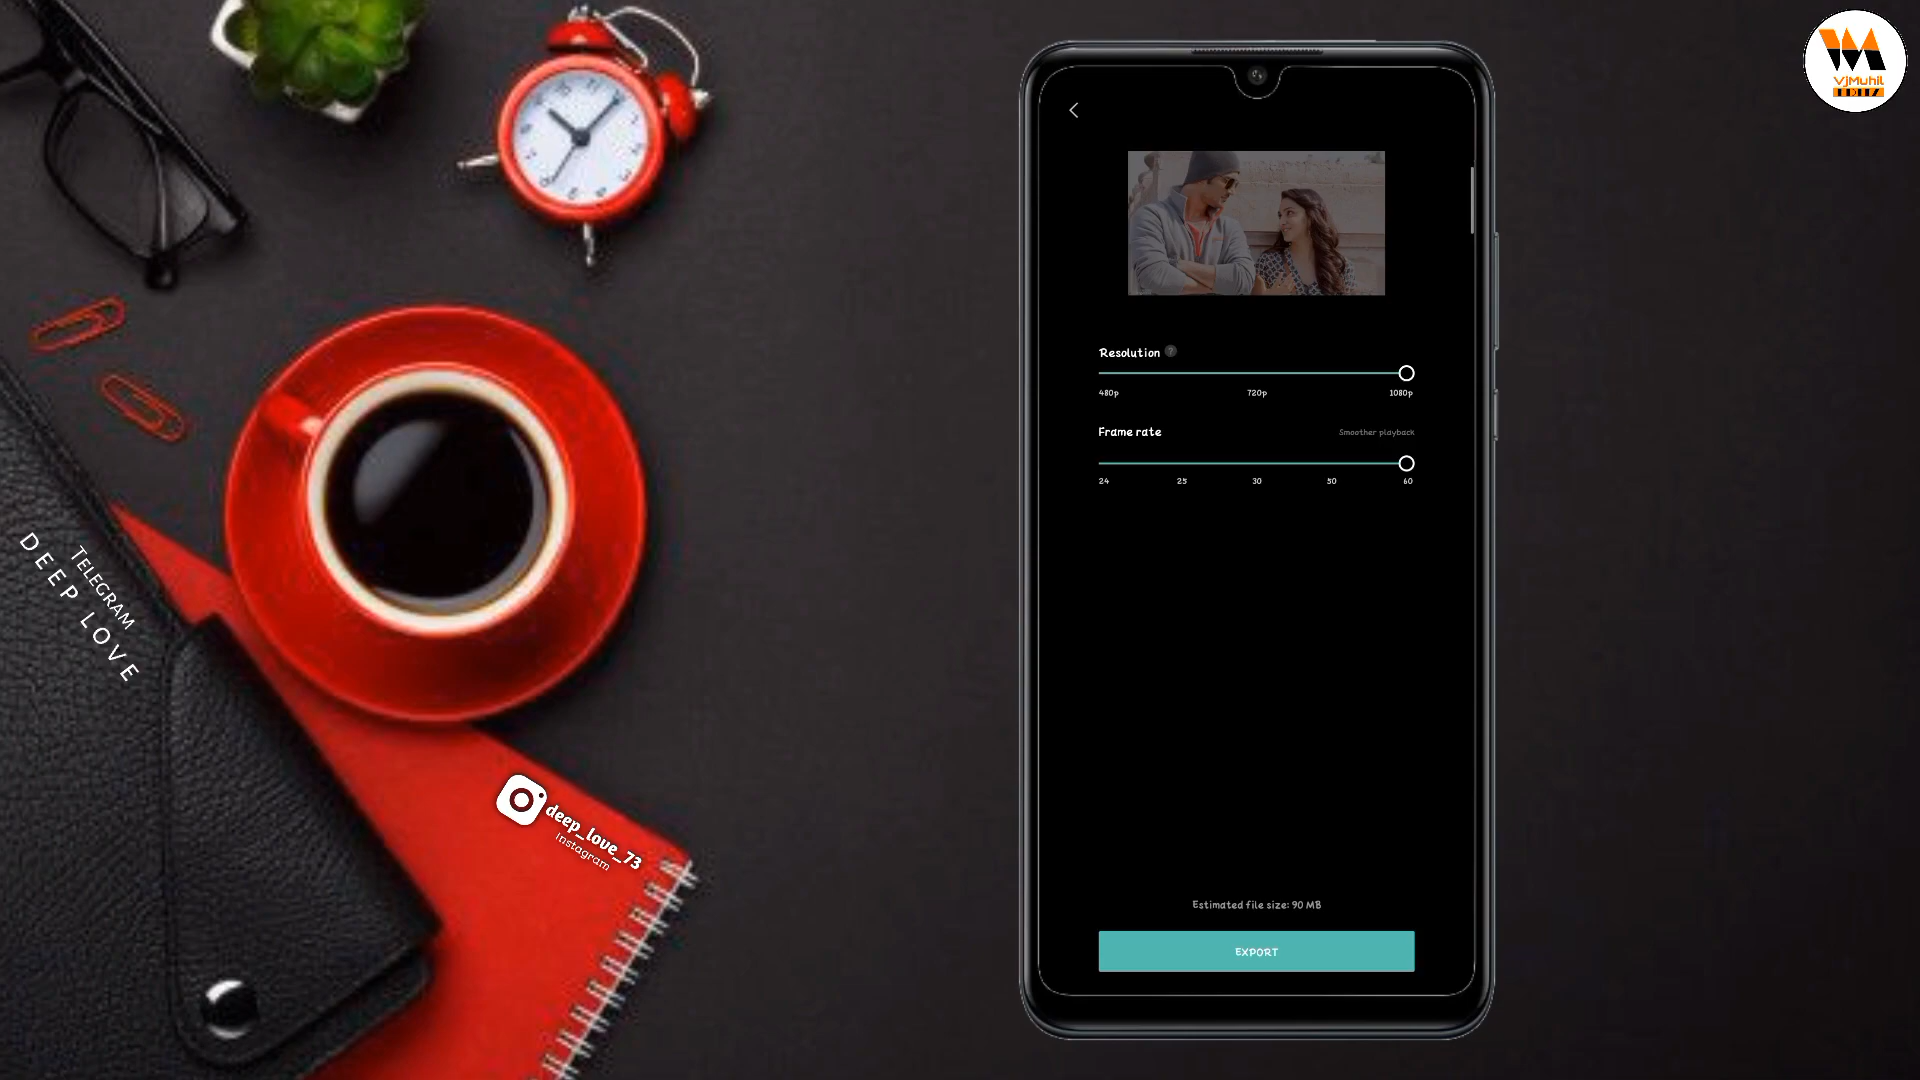 VjMuhil
EDITZ
Resolution ?
480p 720p 1080p
Frame rate Smoother playback
24 25 30 50 60
Estimated file size: 90 MB
EXPORT
TELEGRAM
DEEP LOVE
deep_love_73
Instagram